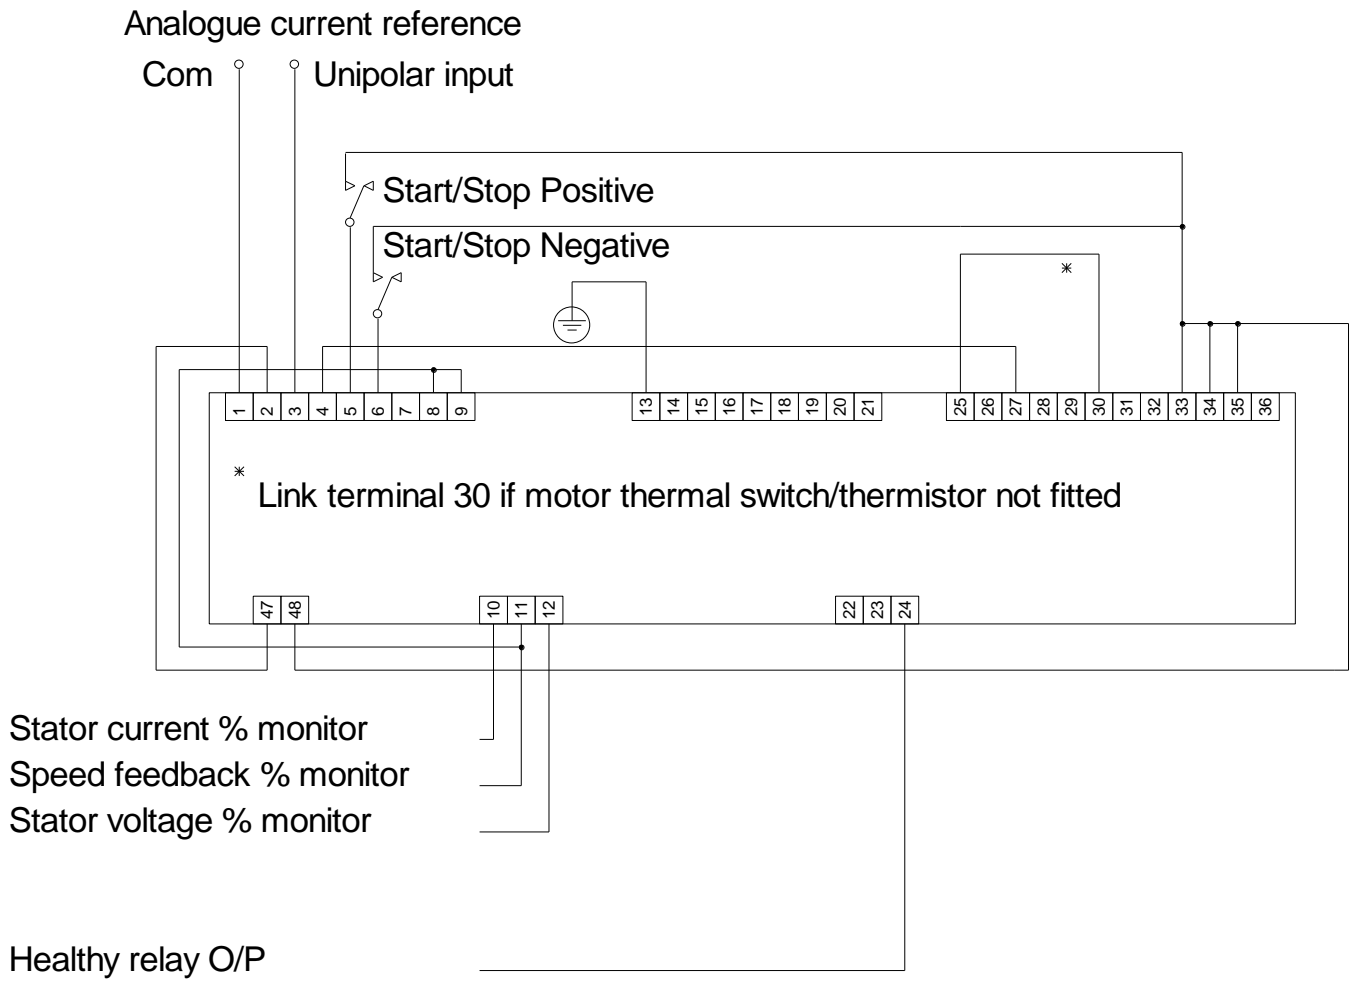 Analogue current reference
Com Unipolar input
Start/Stop Positive
Start/Stop Negative
*
1 2 3 4 5 6 7 8 9 13 14 15 16 17 18 19 20 21 25 26 27 28 29 30 31 32 33 34 35 36
* Link terminal 30 if motor thermal switch/thermistor not fitted
47 48 10 11 12 22 23 24
Stator current % monitor
Speed feedback % monitor
Stator voltage % monitor
Healthy relay O/P